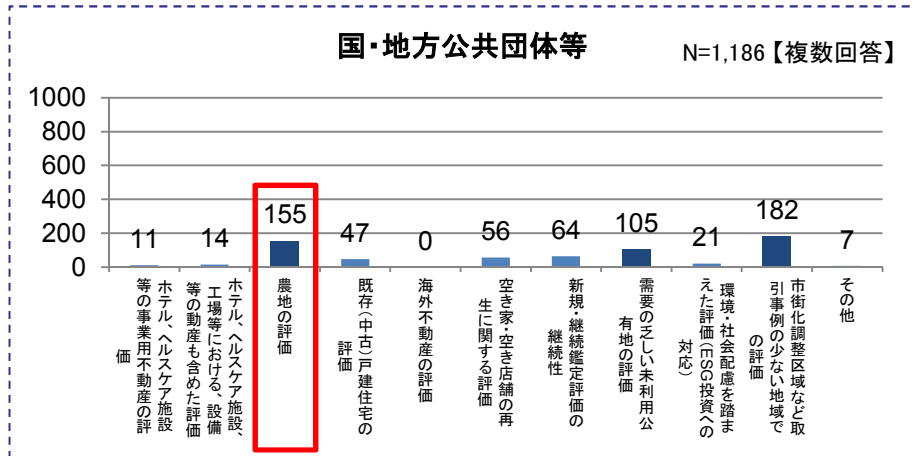 国・地方公共団体等
N=1,186【複数回答】
1000
800
600
400
200
0
11
14
155
47
0
56
64
105
21
182
7
ホテル、ヘルスケア施設
等の事業用不動産の評
価
ホテル、ヘルスケア施設、
工場等における、設備
等の動産も含めた評価
農地の評価
既存(中古)戸建住宅の
評価
海外不動産の評価
空き家・空き店舗の再
生に関する評価
新規・継続鑑定評価の
継続性
需要の乏しい未利用公
有地の評価
環境・社会配慮を踏ま
えた評価(ESG投資への
対応)
市街化調整区域など取
引事例の少ない地域で
の評価
その他